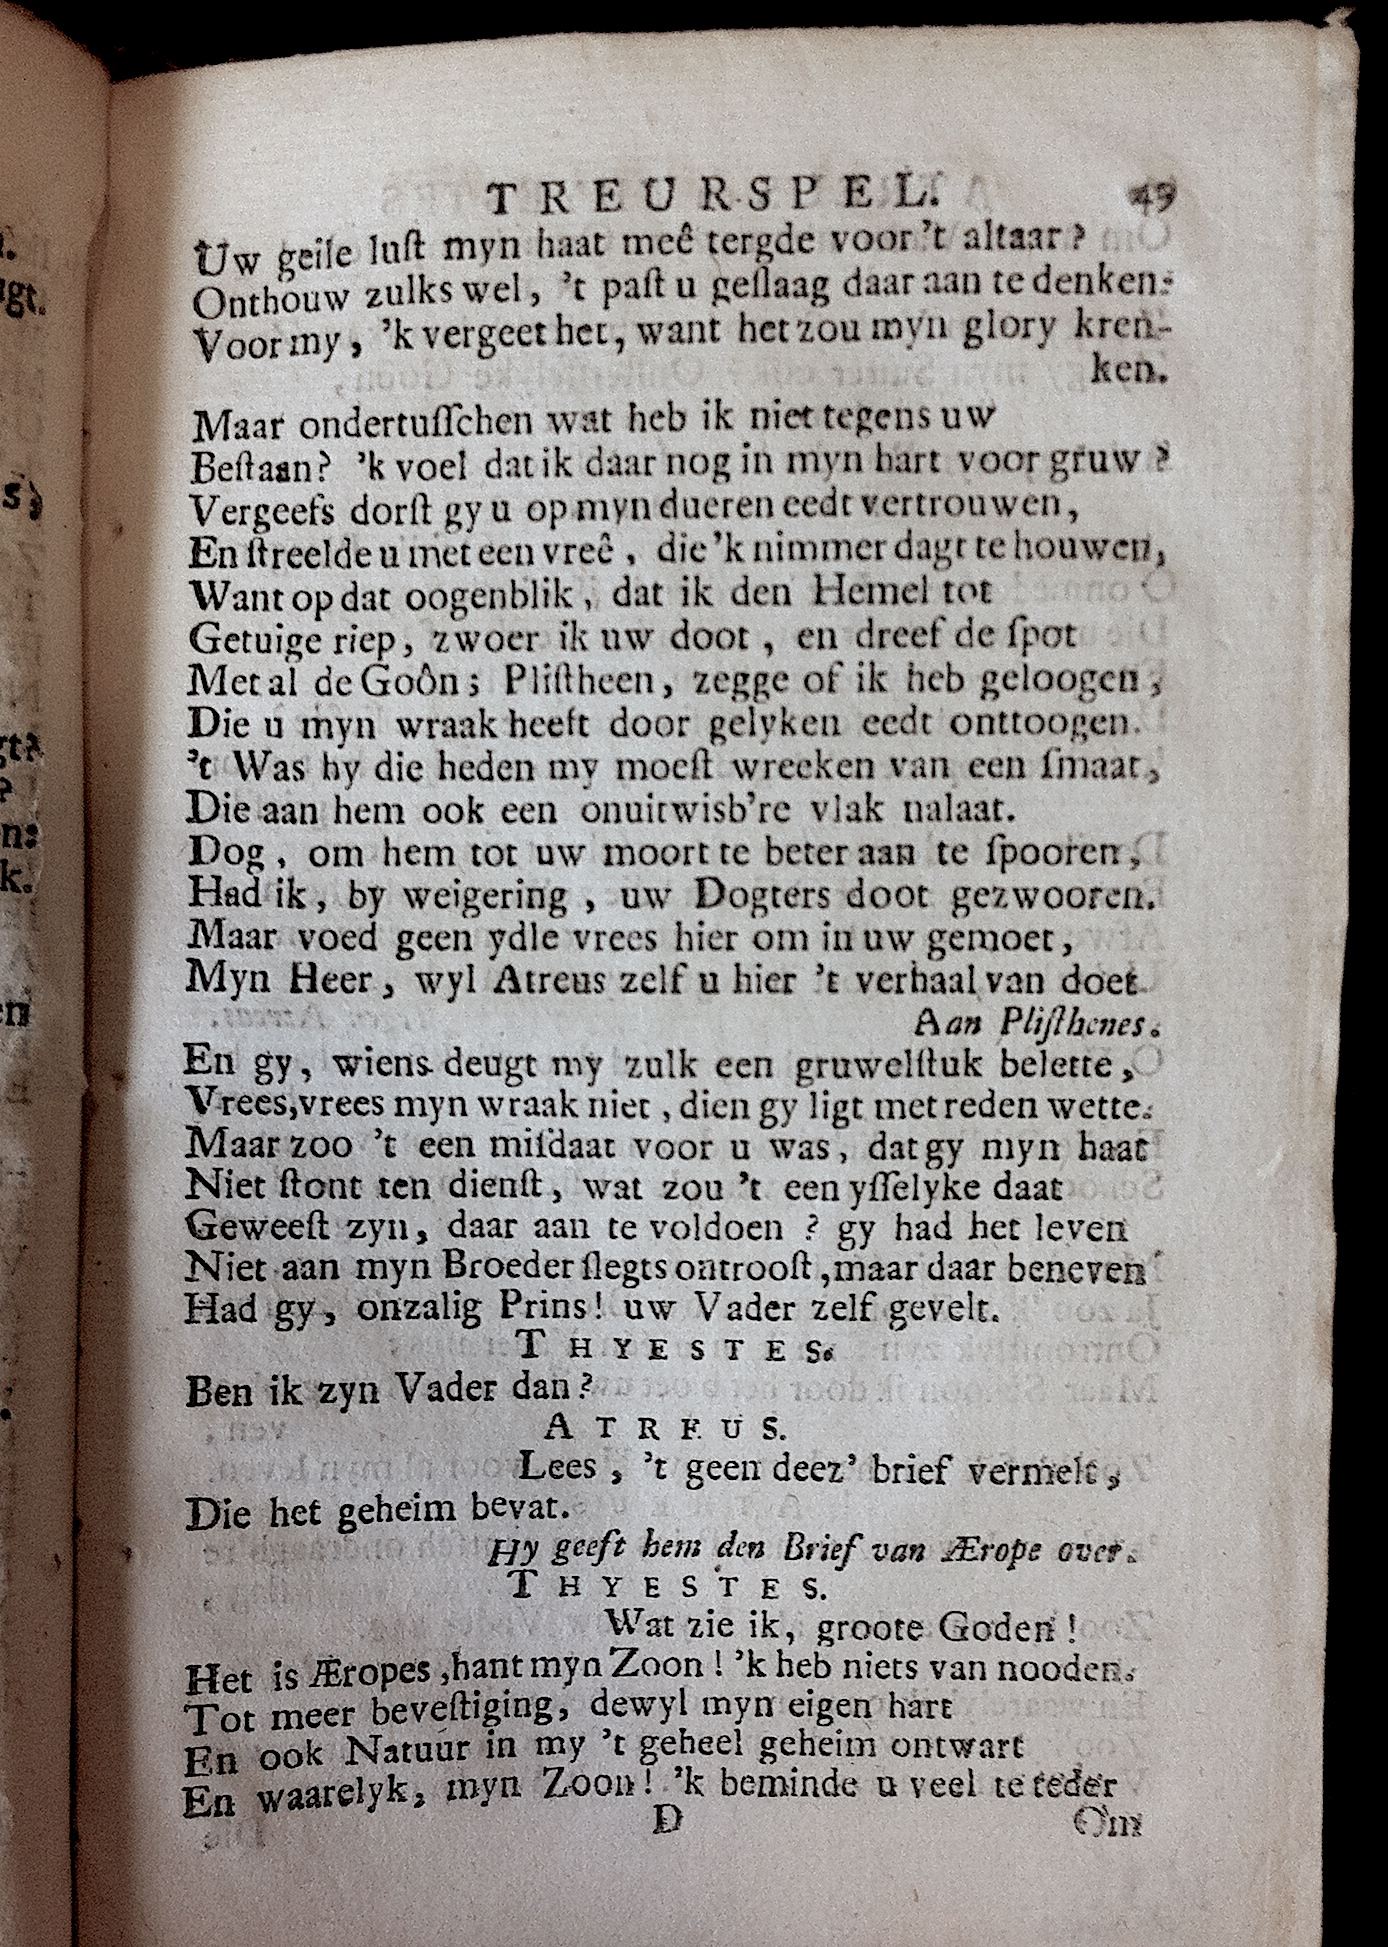 TREURSPEL. 49
Uw geile lust myn haat meê tergde voor 't altaar?
Onthouw zulks wel, 't past u geslaag daar aan te denken:
Voor my, 'k vergeet het, want het zou myn glory kren-
ken.
Maar ondertusschen wat heb ik niet tegens uw
Bestaan? 'k voel dat ik daar nog in myn hart voor gruw?
Vergeefs dorst gy u op myn dueren eedt vertrouwen,
En streelde u met een vreê, die 'k nimmer dagt te houwen,
Want op dat oogenblik, dat ik den Hemel tot
Getuige riep, zwoer ik uw doot, en dreef de spot
Met al de Goôn; Plistheen, zegge of ik heb geloogen,
Die u myn wraak heeft door gelyken eedt onttoogen.
't Was hy die heden my moest wreeken van een smaat,
Die aan hem ook een onuitwisb're vlak nalaat.
Dog, om hem tot uw moort te beter aan te spooren,
Had ik, by weigering, uw Dogters doot gezwooren.
Maar voed geen ydle vrees hier om in uw gemoet,
Myn Heer, wyl Atreus zelf u hier 't verhaal van doet
Aan Plisthenes.
En gy, wiens deugt my zulk een gruwelstuk belette,
Vrees, vrees myn wraak niet, dien gy ligt met reden wette.
Maar zoo 't een misdaat voor u was, dat gy myn haat
Niet stont ten dienst, wat zou 't een ysselyke daat
Geweest zyn, daar aan te voldoen? gy had het leven
Niet aan myn Broeder slegts ontroost, maar daar beneven
Had gy, onzalig Prins! uw Vader zelf gevelt.
THYESTES.
Ben ik zyn Vader dan?
ATREUS.
Lees, 't geen deez' brief vermelt,
Die het geheim bevat.
Hy geeft hem den Brief van Ærope over.
THYESTES.
Wat zie ik, groote Goden!
Het is Æropes, hant myn Zoon! 'k heb niets van nooden.
Tot meer bevestiging, dewyl myn eigen hart
En ook Natuur in my 't geheel geheim ontwart
En waarelyk, myn Zoon! 'k beminde u veel te teder
D Om